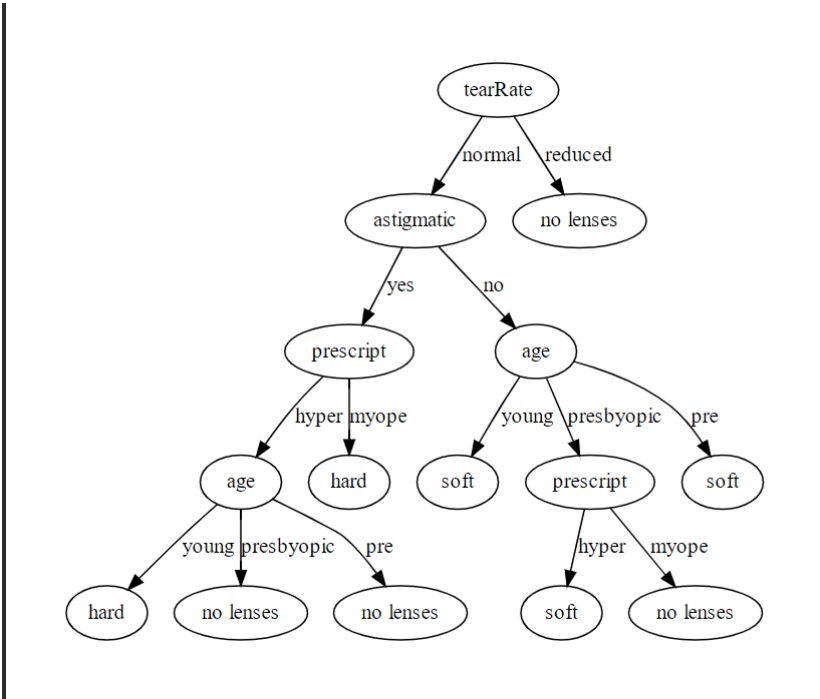 tearRate
normal
reduced
astigmatic
no lenses
yes
no
prescript
age
hyper
myope
young
presbyopic
pre
age
hard
soft
prescript
soft
young
presbyopic
pre
hyper
myope
hard
no lenses
no lenses
soft
no lenses